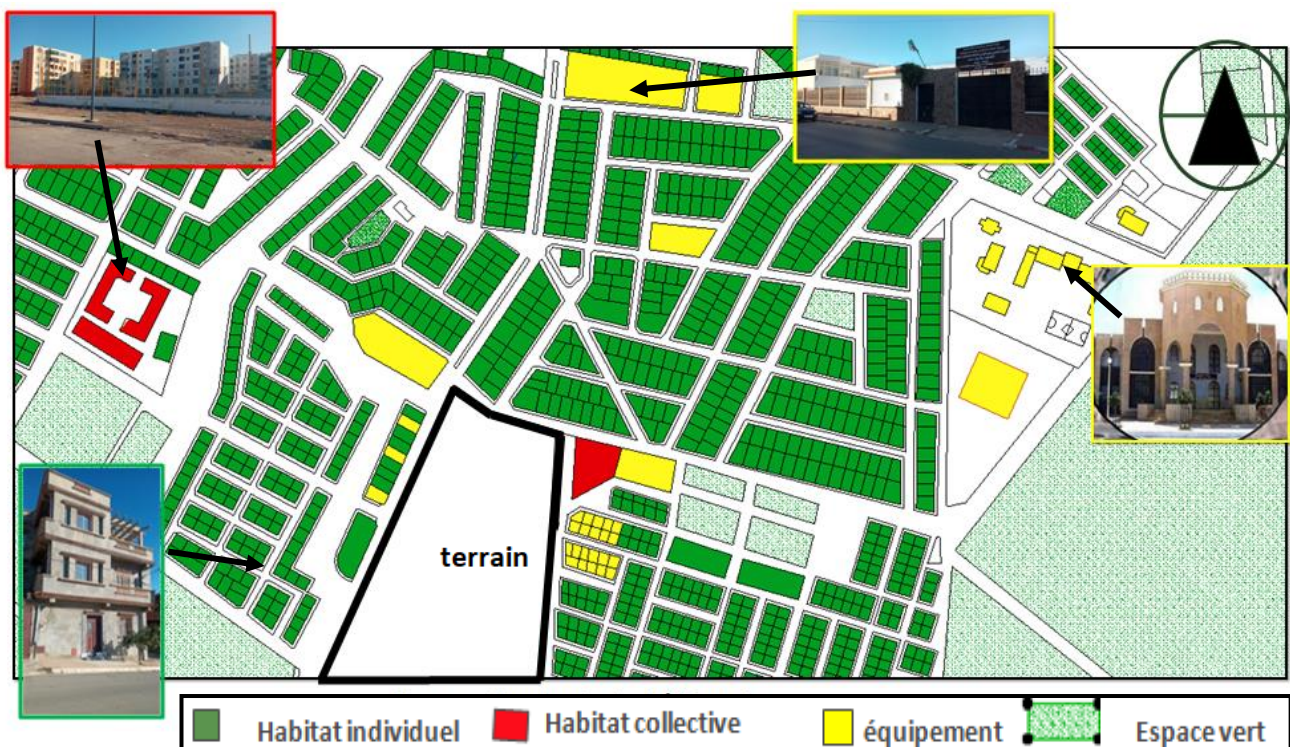 terrain
Habitat individuel
Habitat collective
équipement
Espace vert